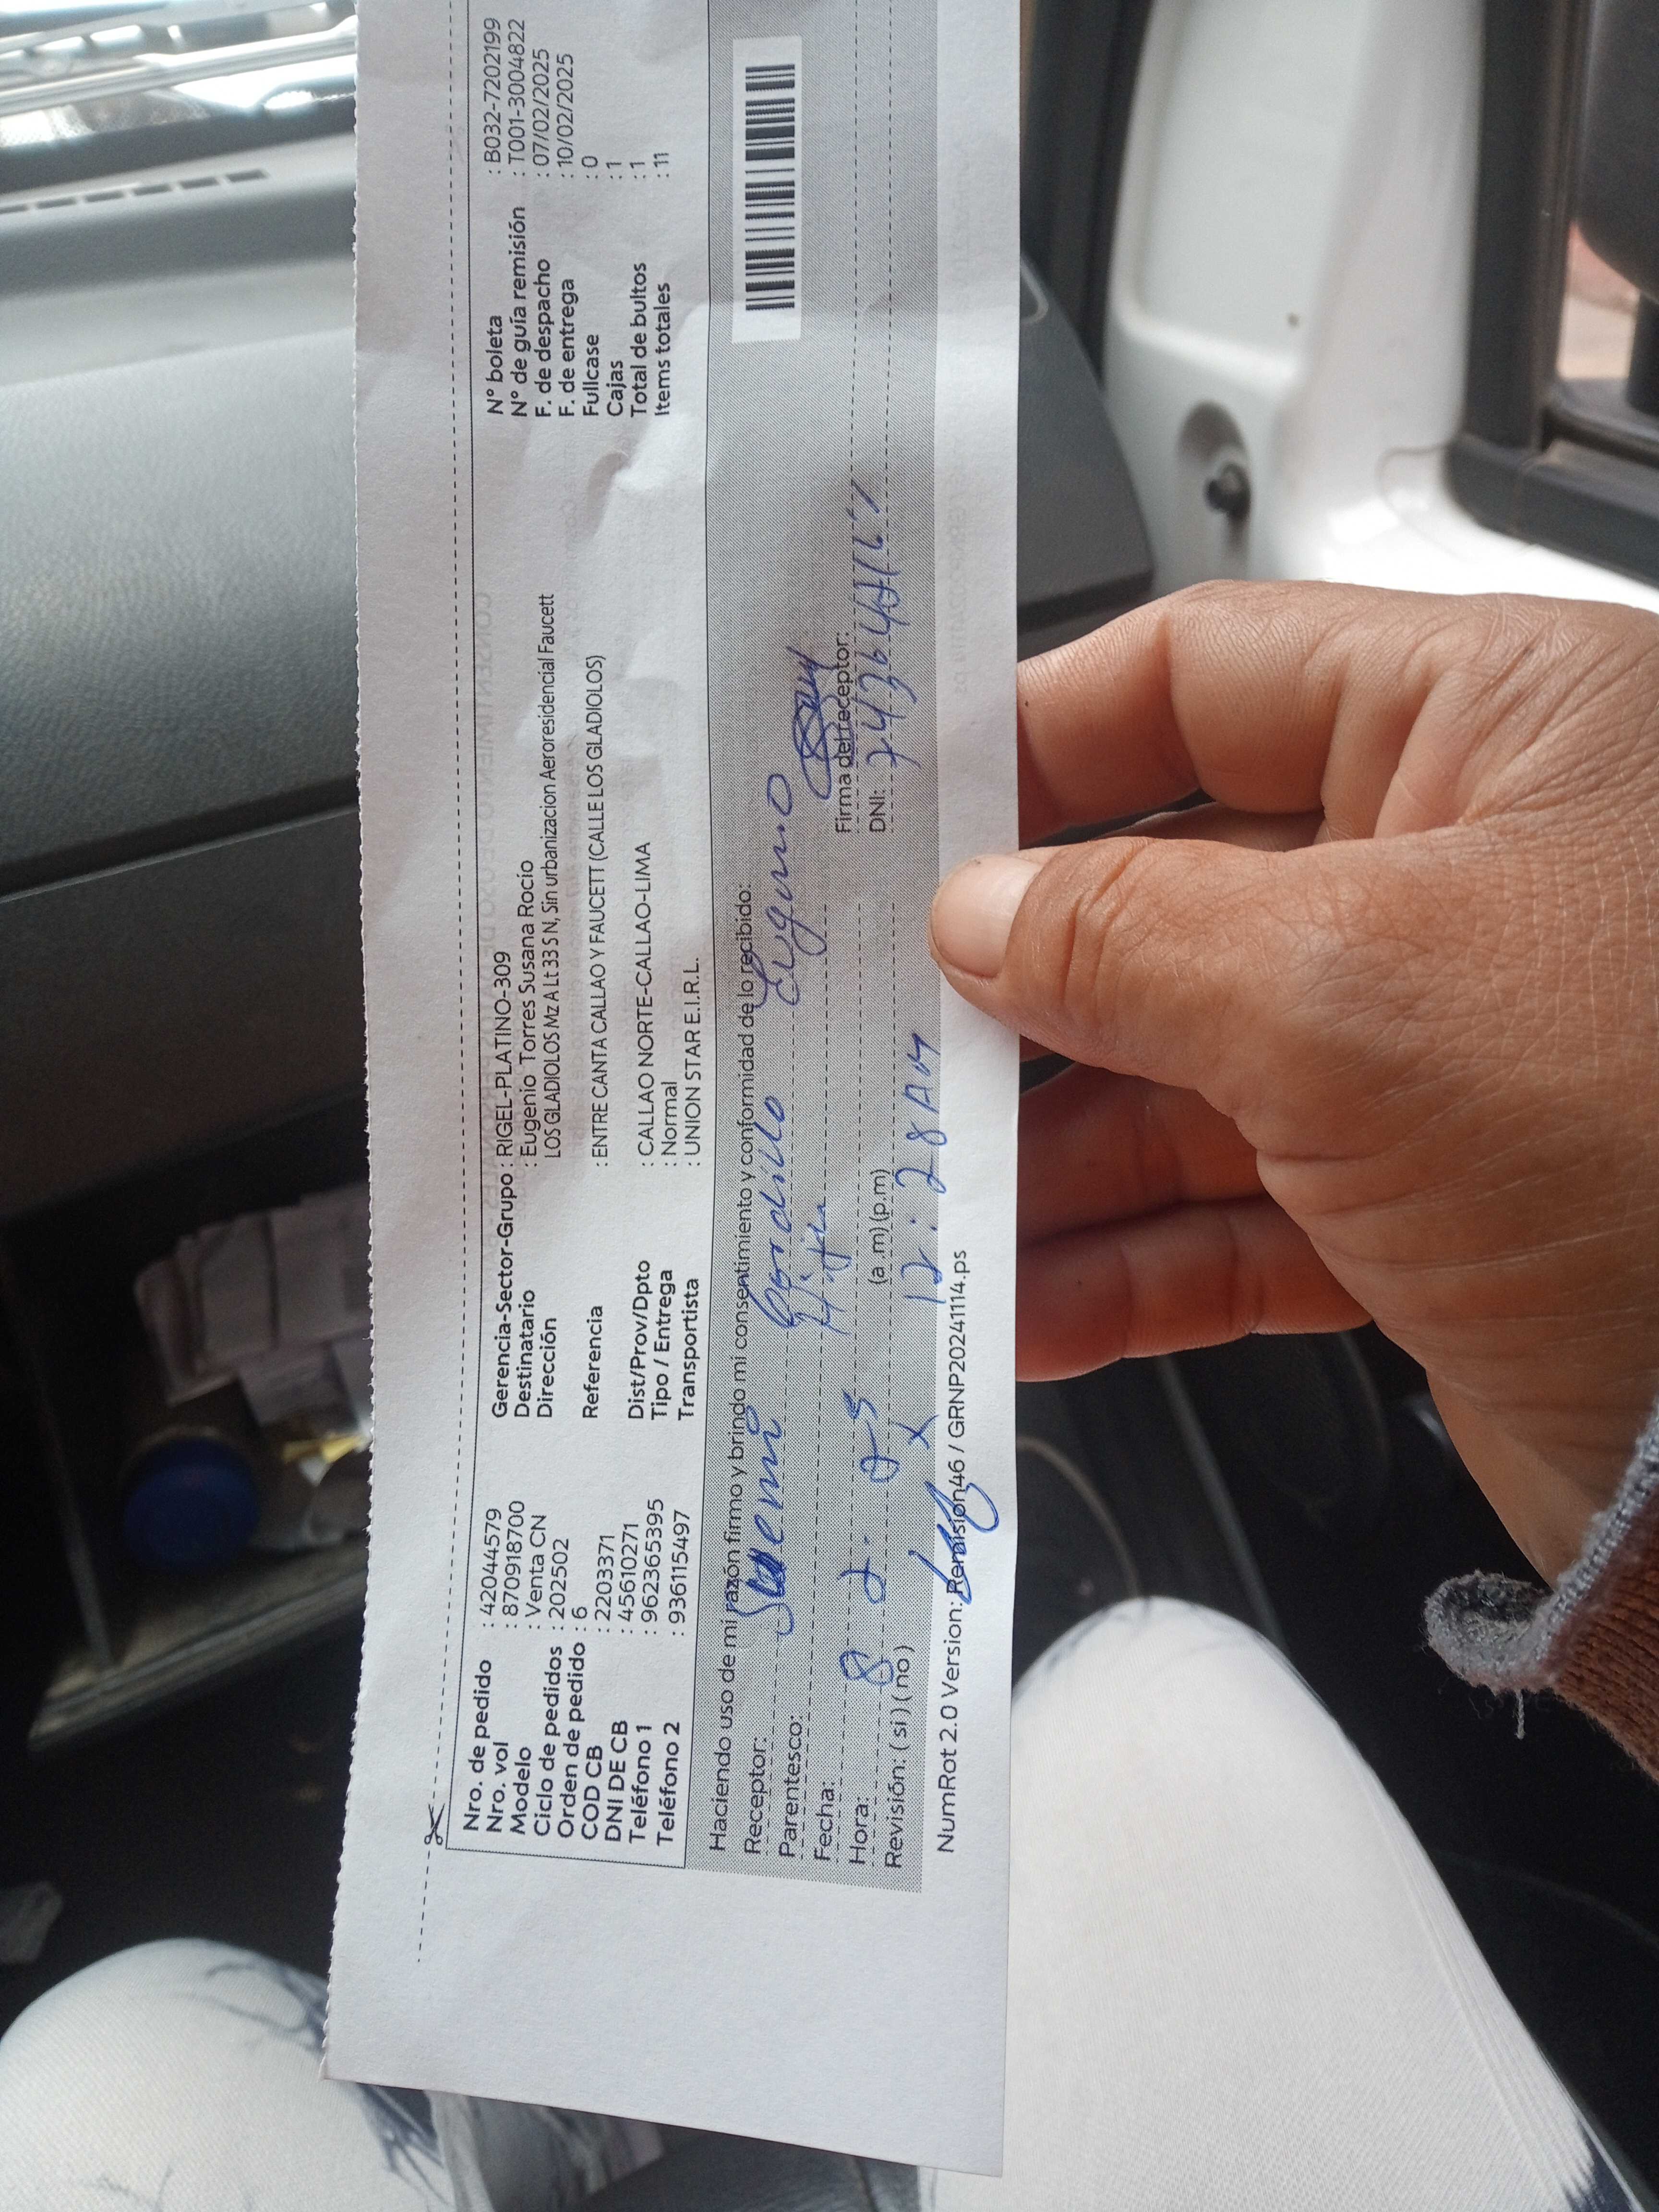 Nro. de pedido : 42044579
Nro. vol : 870918700
Modelo : Venta CN
Ciclo de pedidos : 202502
Orden de pedido : 6
COD CB : 2203371
DNI DE CB : 45610271
Teléfono 1 : 962365395
Teléfono 2 : 936115497
Gerencia-Sector-Grupo : RIGEL-PLATINO-309
Destinatario : Eugenio Torres Susana Rocio
Dirección LOS GLADIOLOS Mz A Lt 33 S N, Sin urbanizacion Aeroresidencial Faucett
Referencia : ENTRE CANTA CALLAO Y FAUCETT (CALLE LOS GLADIOLOS)
Dist/Prov/Dpto : CALLAO NORTE-CALLAO-LIMA
Tipo / Entrega : Normal
Transportista : UNION STAR E.I.R.L.
N° boleta : B032-7202199
N° de guía remisión : T001-3004822
F. de despacho : 07/02/2025
F. de entrega : 10/02/2025
Fullcase : 0
Cajas : 1
Total de bultos : 1
Items totales : 11
Haciendo uso de mi razón firmo y brindo mi consentimiento y conformidad de lo recibido:
Receptor: Gordillo Eugenio
Parentesco: Hija
Fecha: 8 2. 25
Firma del receptor:
Hora: (a .m) (p.m) 12:28 AM
DNI:
Revisión: ( si ) ( no ) X
NumRot 2.0 Version: Remision46 / GRNP20241114.ps